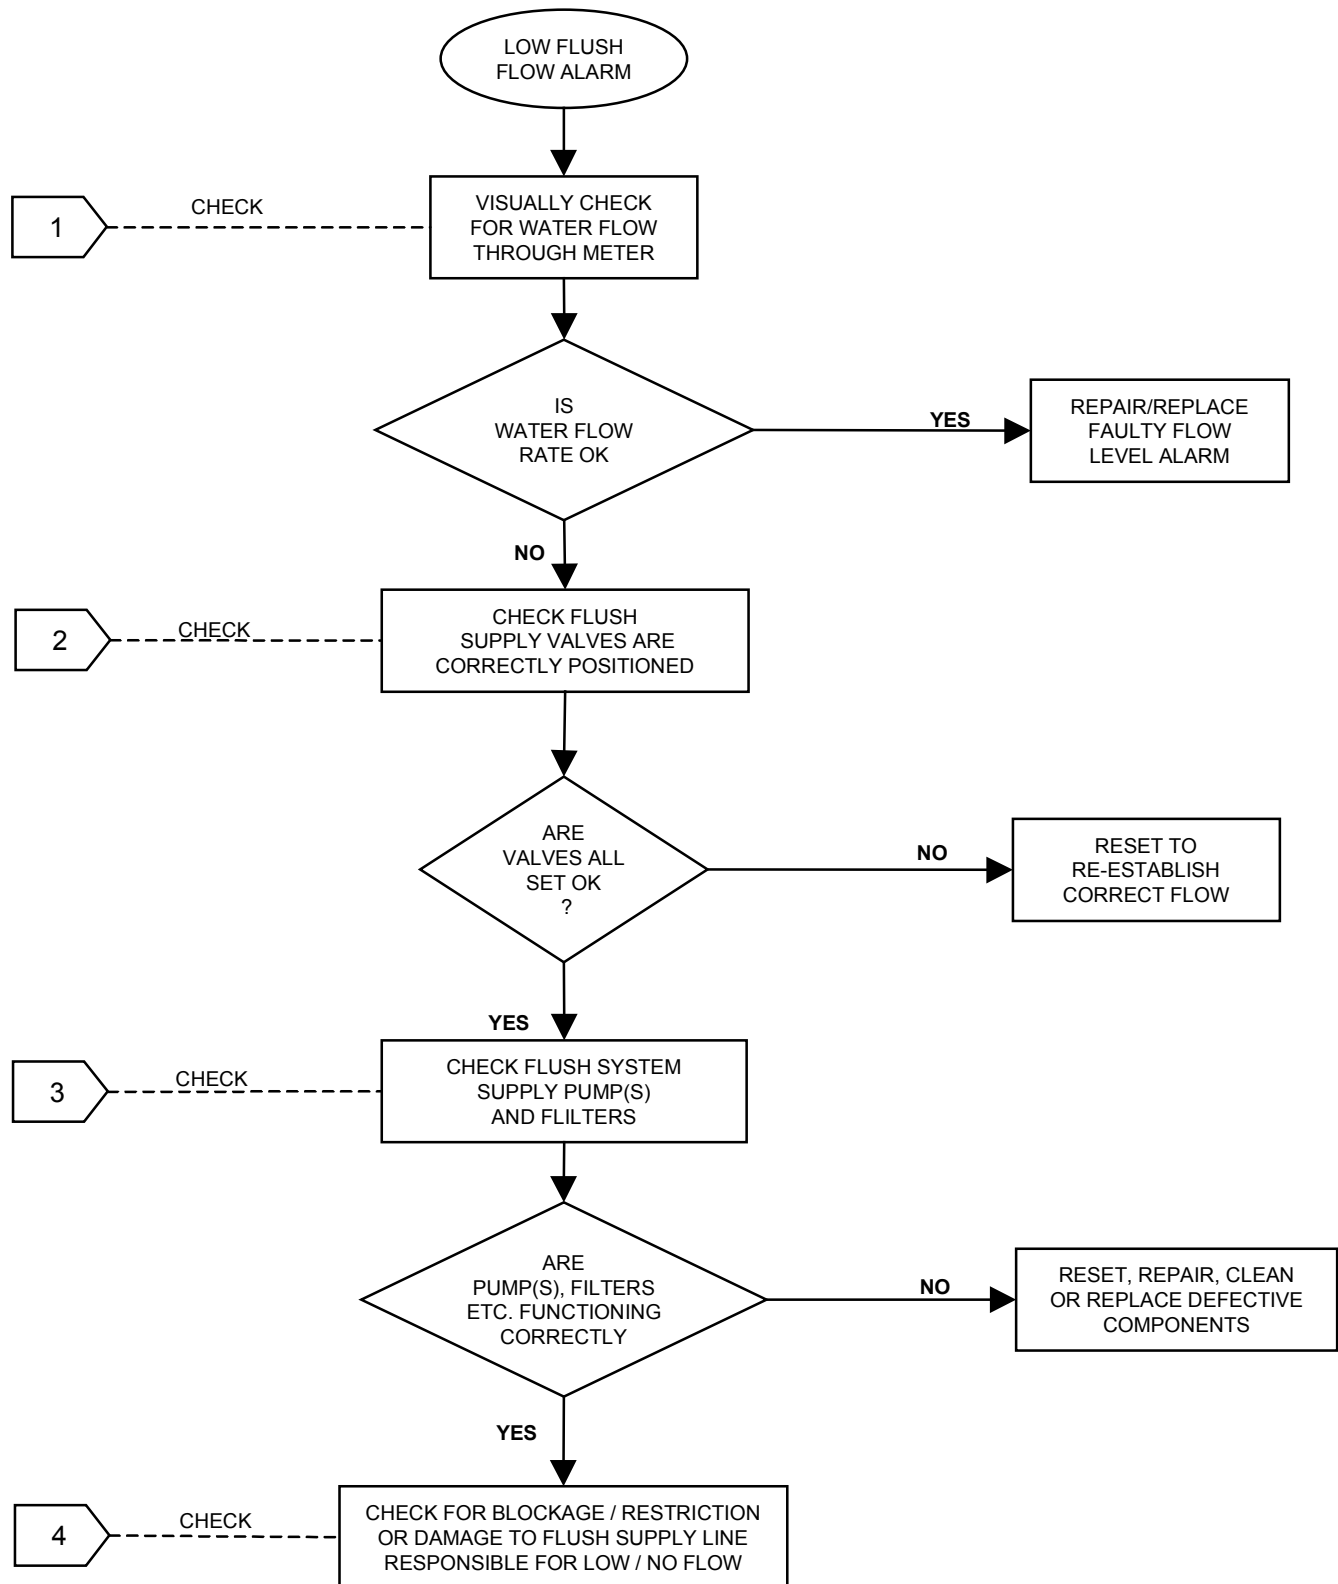 LOW FLUSH
FLOW ALARM
1
CHECK
VISUALLY CHECK
FOR WATER FLOW
THROUGH METER
IS
WATER FLOW
RATE OK
YES
REPAIR/REPLACE
FAULTY FLOW
LEVEL ALARM
NO
2
CHECK
CHECK FLUSH
SUPPLY VALVES ARE
CORRECTLY POSITIONED
ARE
VALVES ALL
SET OK
?
NO
RESET TO
RE-ESTABLISH
CORRECT FLOW
YES
3
CHECK
CHECK FLUSH SYSTEM
SUPPLY PUMP(S)
AND FLILTERS
ARE
PUMP(S), FILTERS
ETC. FUNCTIONING
CORRECTLY
NO
RESET, REPAIR, CLEAN
OR REPLACE DEFECTIVE
COMPONENTS
YES
4
CHECK
CHECK FOR BLOCKAGE / RESTRICTION
OR DAMAGE TO FLUSH SUPPLY LINE
RESPONSIBLE FOR LOW / NO FLOW